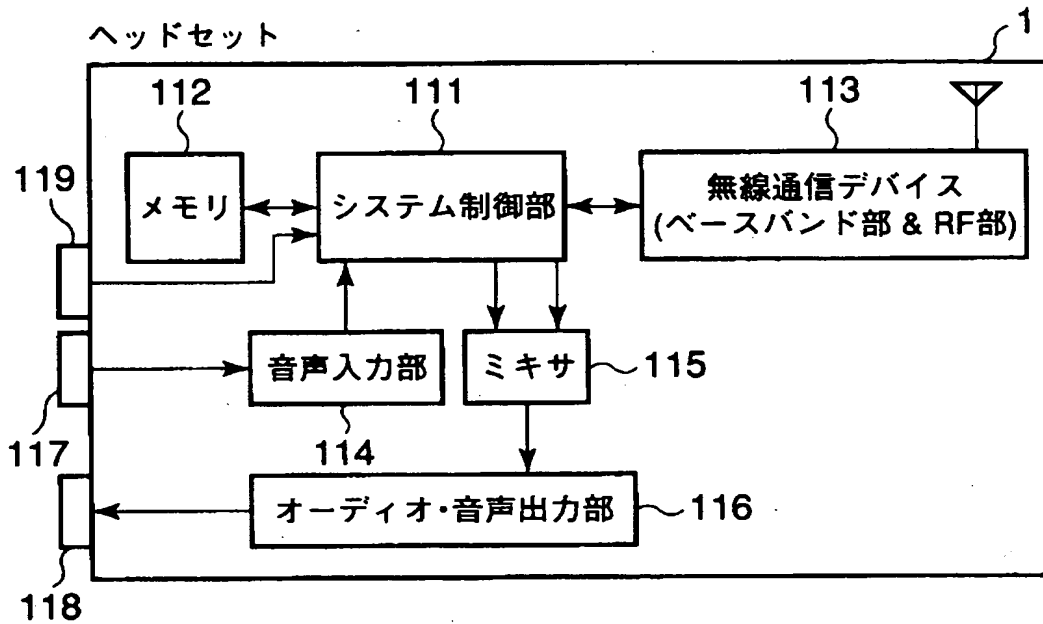 ヘッドセット
1
112
111
113
119
メモリ
システム制御部
無線通信デバイス
(ベースバンド部 & RF部)
音声入力部
ミキサ
115
117
114
オーディオ・音声出力部
116
118